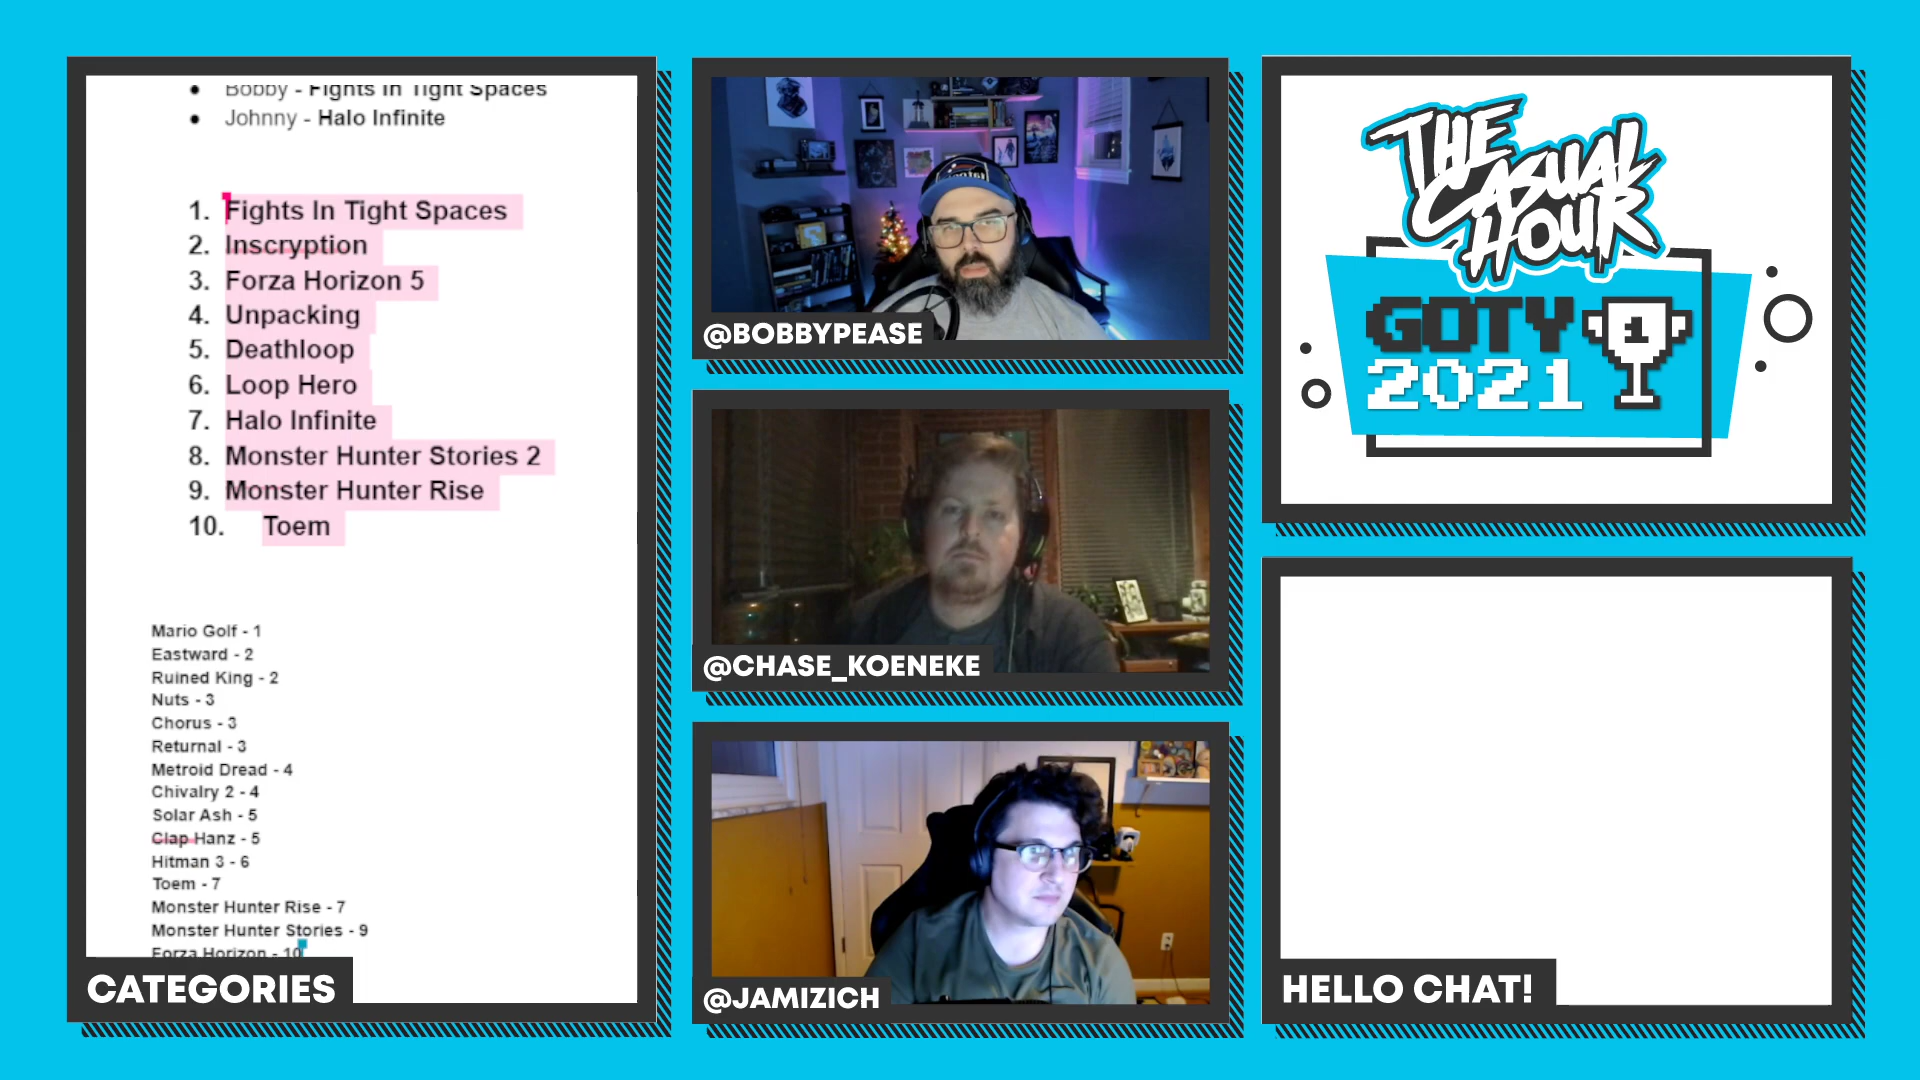 Bobby - Fights In Tight Spaces
Johnny - Halo Infinite
1. Fights In Tight Spaces
2. Inscryption
3. Forza Horizon 5
4. Unpacking
5. Deathloop
6. Loop Hero
7. Halo Infinite
8. Monster Hunter Stories 2
9. Monster Hunter Rise
10. Toem
Mario Golf - 1
Eastward - 2
Ruined King - 2
Nuts - 3
Chorus - 3
Returnal - 3
Metroid Dread - 4
Chivalry 2 - 4
Solar Ash - 5
Clap Hanz - 5
Hitman 3 - 6
Toem - 7
Monster Hunter Rise - 7
Monster Hunter Stories - 9
Forza Horizon - 10
CATEGORIES
@BOBBYPEASE
@CHASE_KOENEKE
@JAMIZICH
THE
CASUAL
HOUR
GOTY
1
2021
HELLO CHAT!